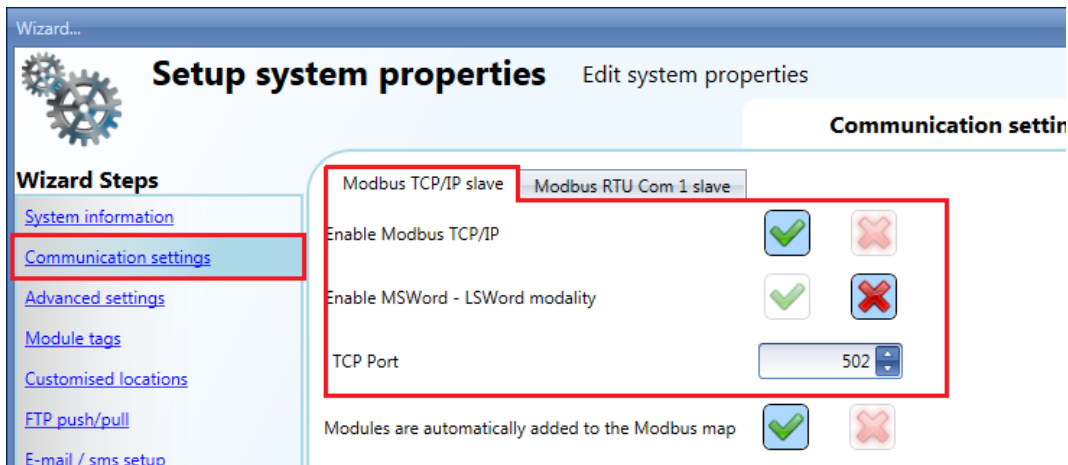 Wizard...
Setup system properties Edit system properties
Communication settin
Wizard Steps
System information
Communication settings
Advanced settings
Module tags
Customised locations
FTP push/pull
E-mail / sms setup
Modbus TCP/IP slave Modbus RTU Com 1 slave
Enable Modbus TCP/IP
Enable MSWord - LSWord modality
TCP Port 502
Modules are automatically added to the Modbus map